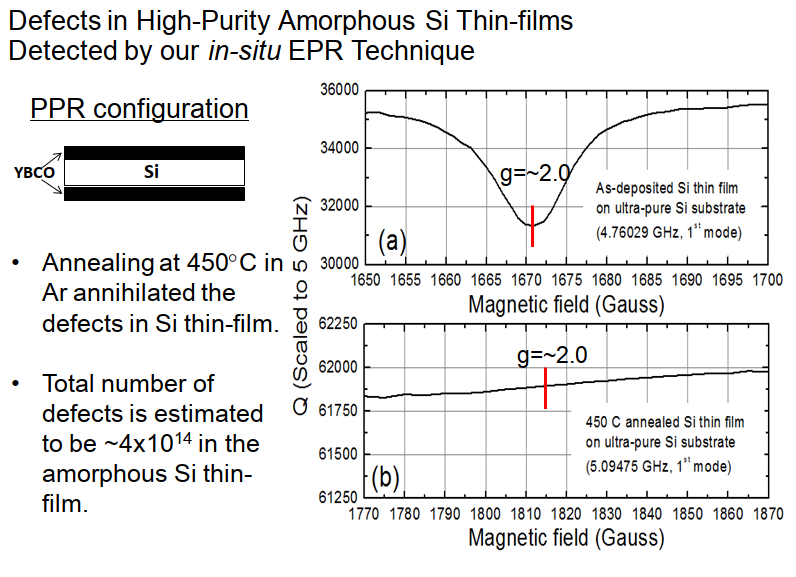 Defects in High-Purity Amorphous Si Thin-films
Detected by our in-situ EPR Technique
PPR configuration
YBCO
Si
• Annealing at 450°C in
Ar annihilated the
defects in Si thin-film.
• Total number of
defects is estimated
to be ~4x10¹⁴ in the
amorphous Si thin-
film.
Q (Scaled to 5 GHz)
36000
34000
32000
30000
g=~2.0
As-deposited Si thin film
on ultra-pure Si substrate
(4.76029 GHz, 1st mode)
(a)
1650 1655 1660 1665 1670 1675 1680 1685 1690 1695 1700
Magnetic field (Gauss)
62250
62000
61750
61500
61250
g=~2.0
450 C annealed Si thin film
on ultra-pure Si substrate
(5.09475 GHz, 1st mode)
(b)
1770 1780 1790 1800 1810 1820 1830 1840 1850 1860 1870
Magnetic field (Gauss)